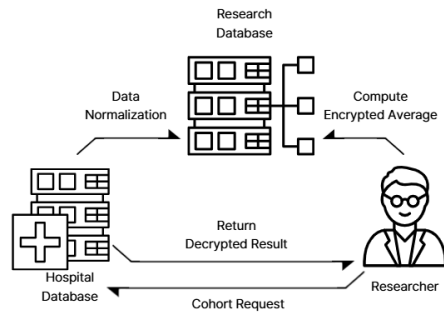 Research
Database
Data
Normalization
Compute
Encrypted Average
Return
Decrypted Result
Hospital
Database
Researcher
Cohort Request